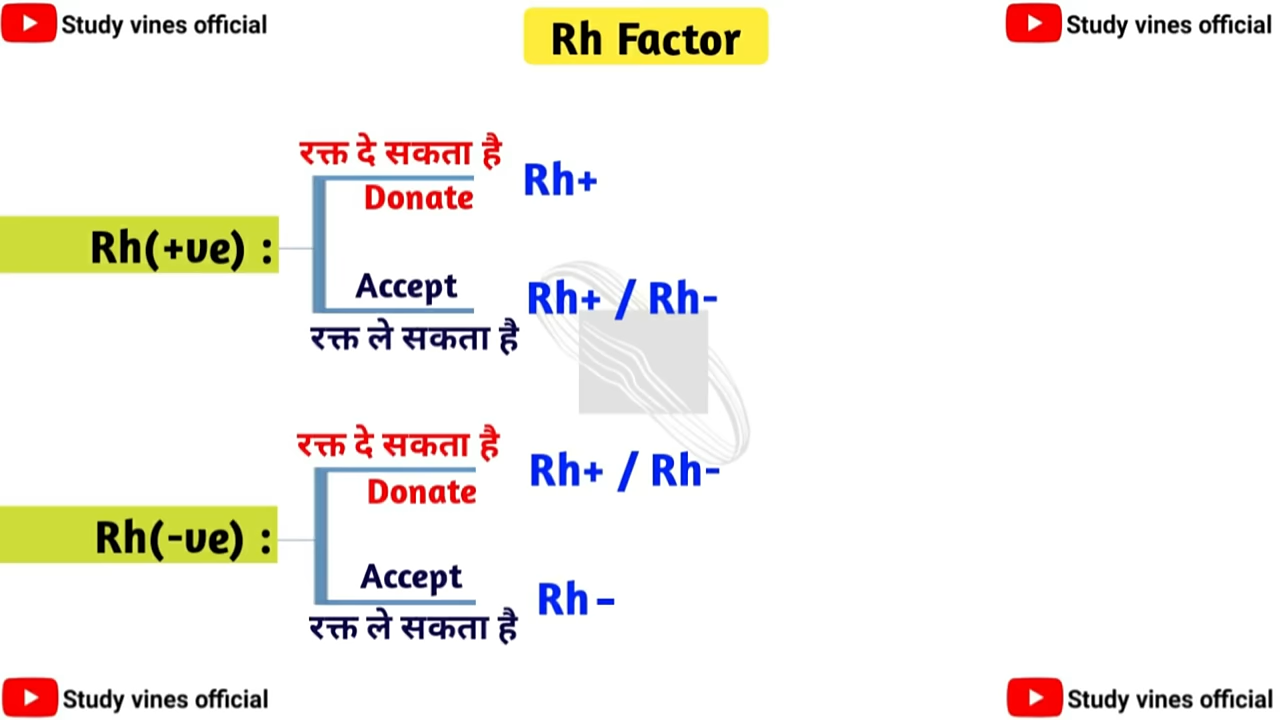 Study vines official
Rh Factor
Study vines official
रक्त दे सकता है
Rh+
Donate
Rh(+ve) :
Accept
Rh+ / Rh-
रक्त ले सकता है
रक्त दे सकता है
Rh+ / Rh-
Donate
Rh(-ve) :
Accept
Rh -
रक्त ले सकता है
Study vines official
Study vines official